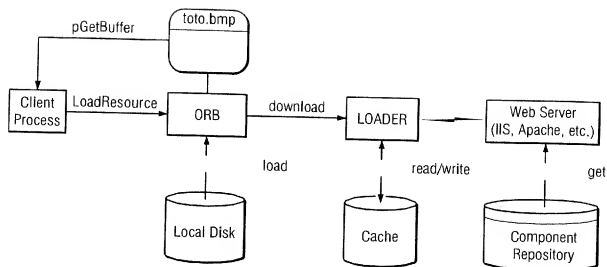 toto.bmp
pGetBuffer
Client
Process
LoadResource
ORB
download
LOADER
Web Server
(IIS, Apache, etc.)
load
read/write
get
Local Disk
Cache
Component
Repository